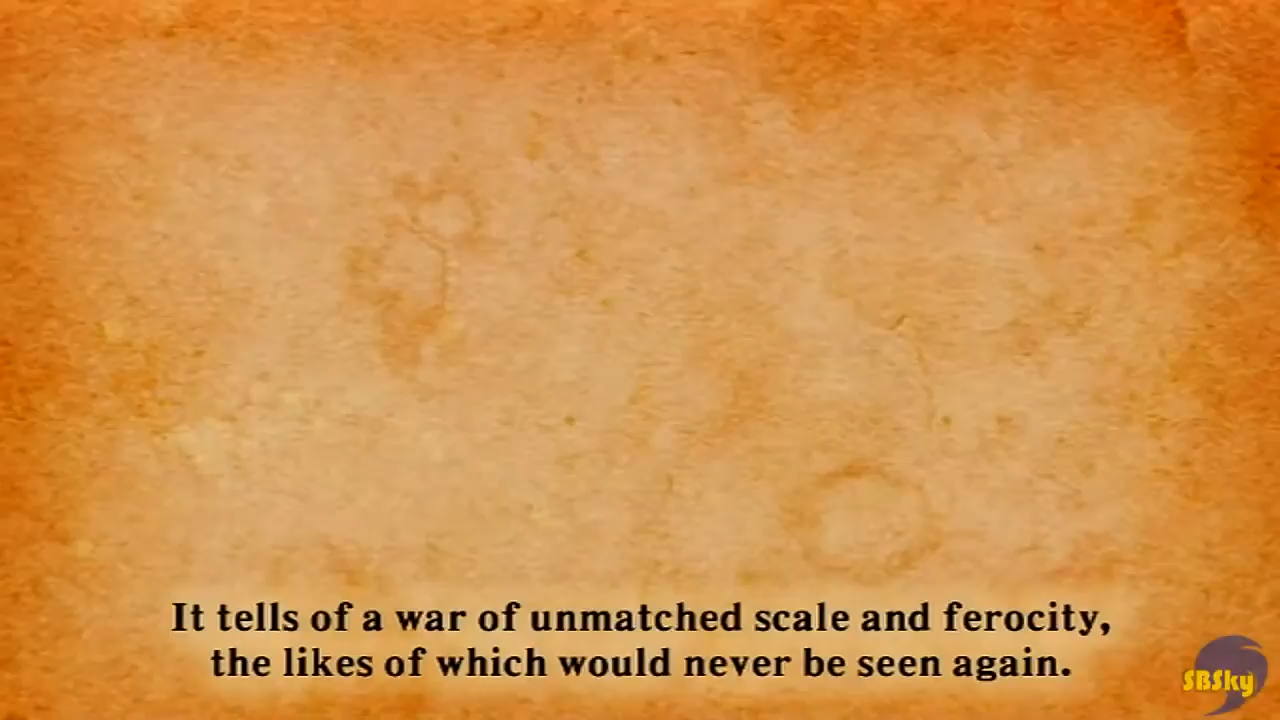 It tells of a war of unmatched scale and ferocity,
the likes of which would never be seen again.
SBSky